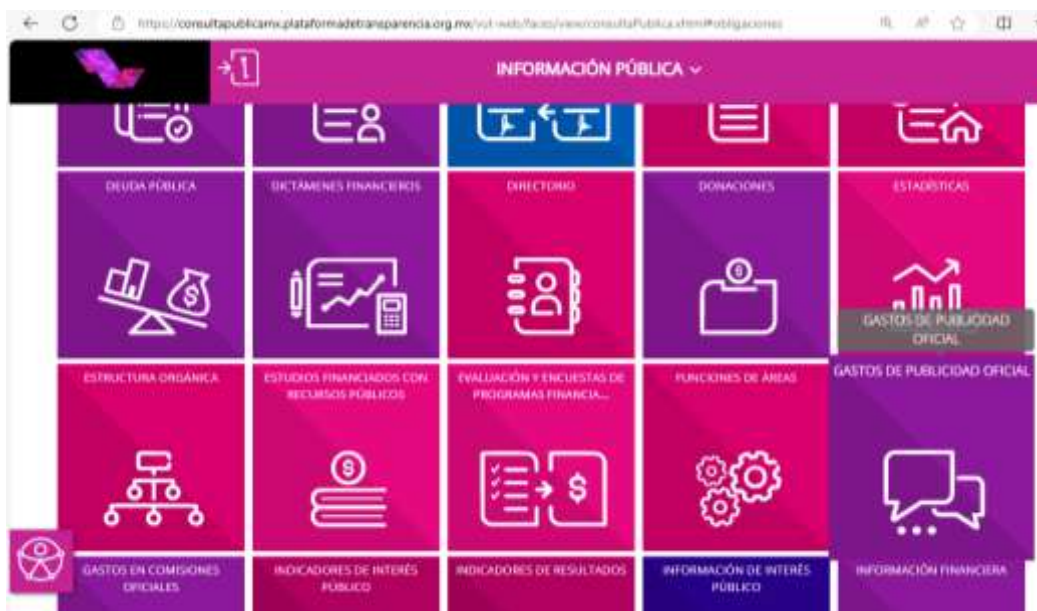 https://consultapublicamx.plataformadetransparencia.org.mx/vut-web/faces/view/consultaPublica.xhtml#obligaciones
INFORMACIÓN PÚBLICA
DEUDA PÚBLICA
DICTÁMENES FINANCIEROS
DIRECTORIO
DONACIONES
ESTADÍSTICAS
GASTOS DE PUBLICIDAD
OFICIAL
ESTRUCTURA ORGÁNICA
ESTUDIOS FINANCIADOS CON
RECURSOS PÚBLICOS
EVALUACIÓN Y ENCUESTAS DE
PROGRAMAS FINANCIA...
FUNCIONES DE ÁREAS
GASTOS DE PUBLICIDAD OFICIAL
GASTOS EN COMISIONES
OFICIALES
INDICADORES DE INTERÉS
PÚBLICO
INDICADORES DE RESULTADOS
INFORMACIÓN DE INTERÉS
PÚBLICO
INFORMACIÓN FINANCIERA